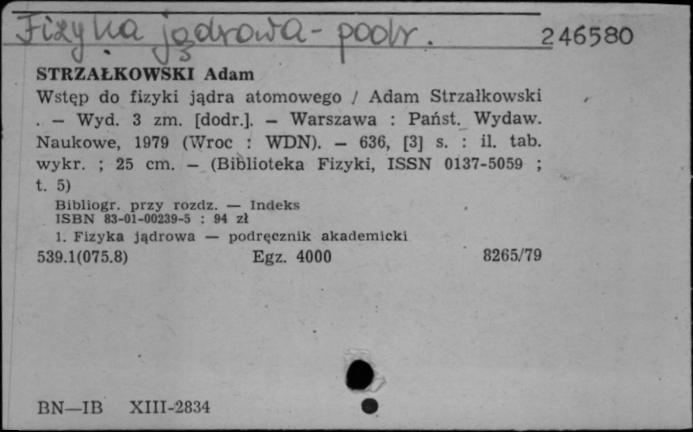 Fizyka jądrowa - podr. 246580
STRZAŁKOWSKI Adam
Wstęp do fizyki jądra atomowego / Adam Strzałkowski
. — Wyd. 3 zm. [dodr.]. — Warszawa : Państ. Wydaw.
Naukowe, 1979 (Wroc : WDN). — 636, [3] s. : il. tab.
wykr. ; 25 cm. — (Biblioteka Fizyki, ISSN 0137-5059 ;
t. 5)
Bibliogr. przy rozdz. — Indeks
ISBN 83-01-00239-5 : 94 zł
1. Fizyka jądrowa — podręcznik akademicki
539.1(075.8) Egz. 4000 8265/79
BN—IB XIII-2834